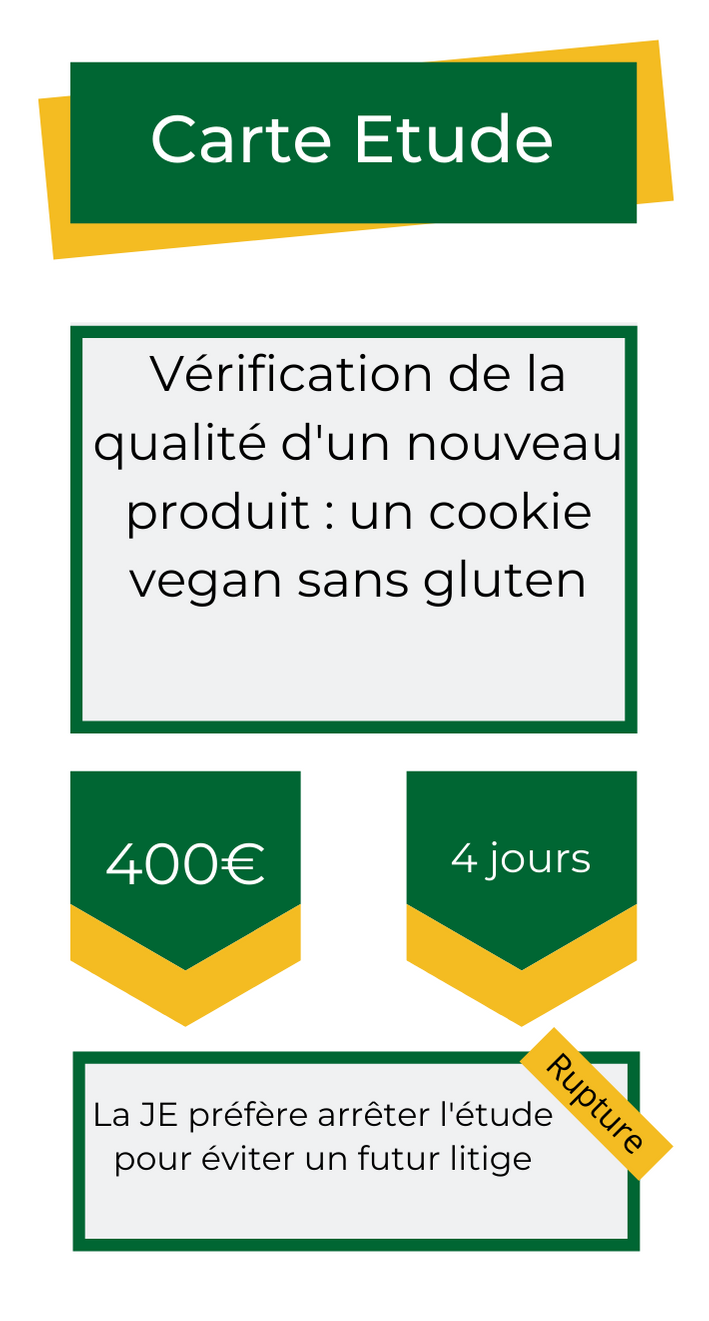 Carte Etude
Vérification de la
qualité d'un nouveau
produit : un cookie
vegan sans gluten
400€
4 jours
Rupture
La JE préfère arrêter l'étude
pour éviter un futur litige